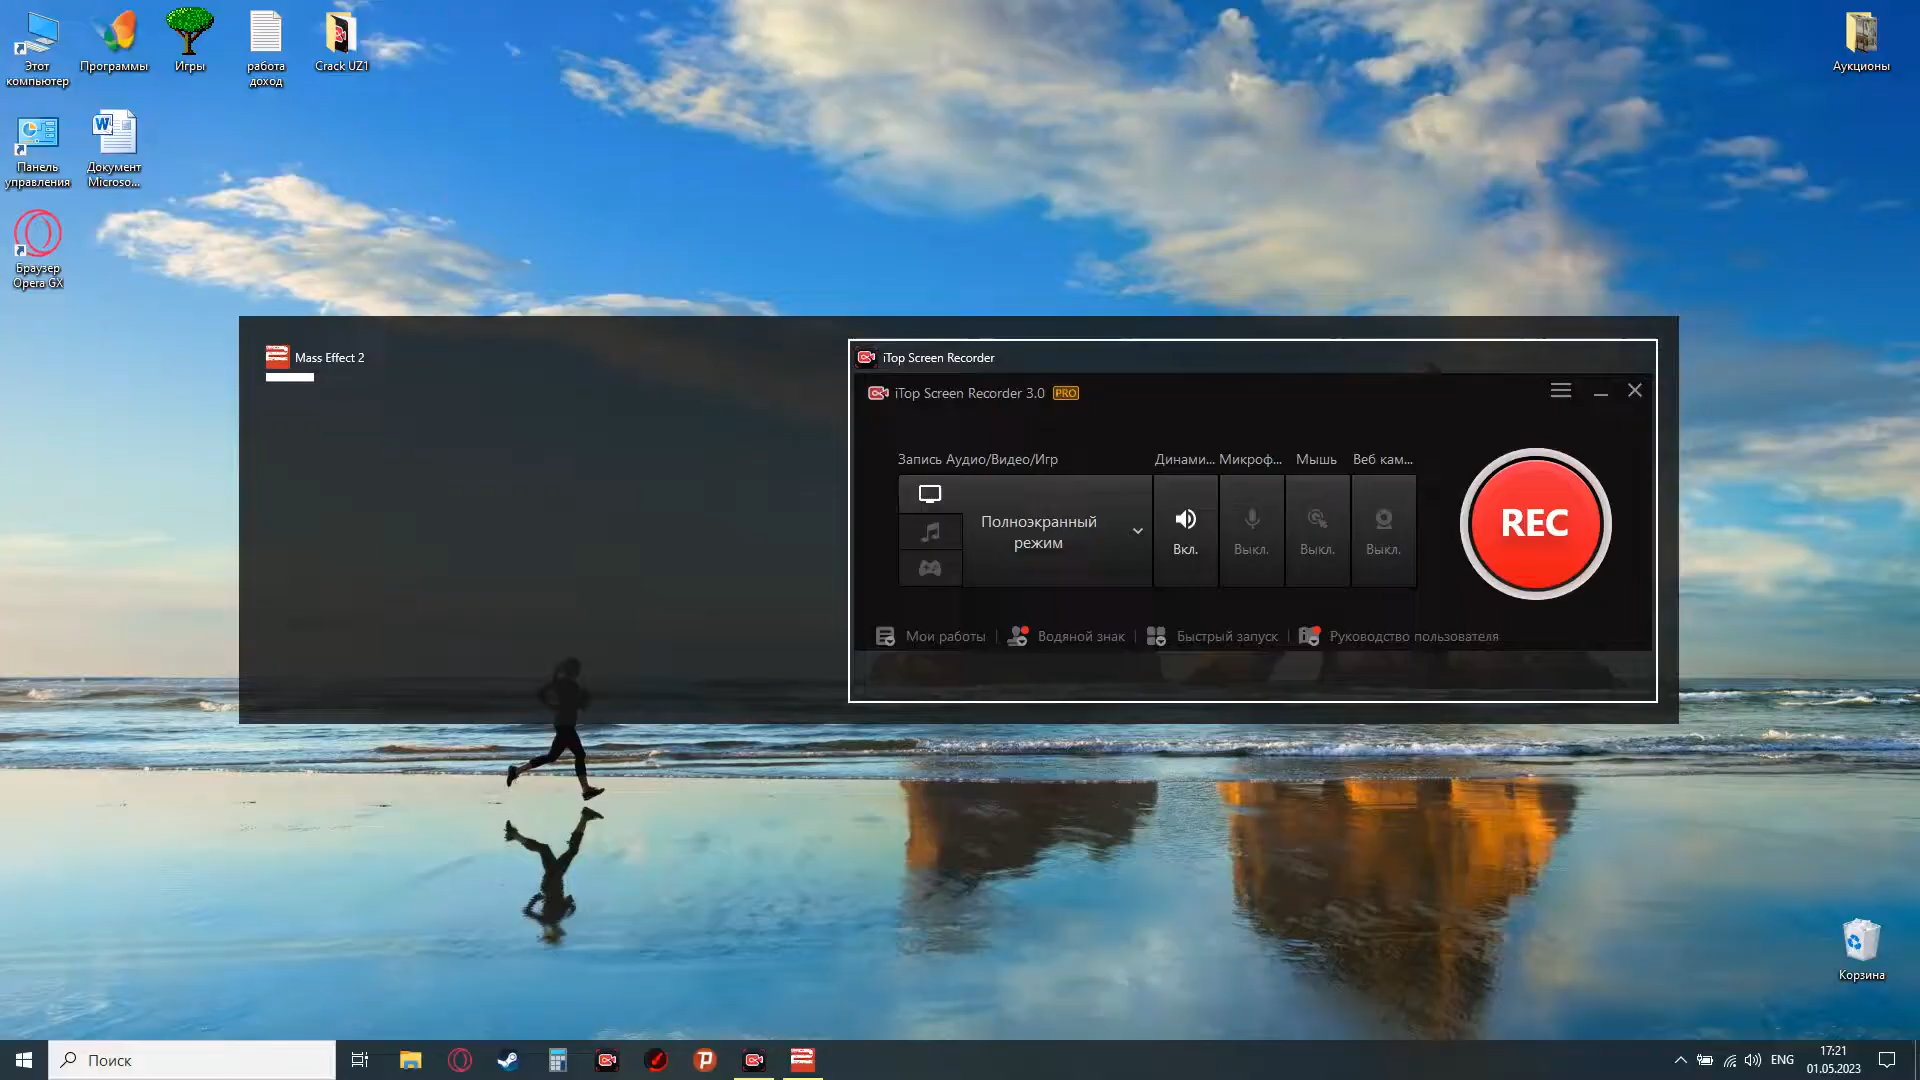 Этот
компьютер
Программы
Игры
работа
доход
Crack UZ1
Аукционы
Панель
управления
Документ
Microso...
Браузер
Opera GX
Mass Effect 2
iTop Screen Recorder
iTop Screen Recorder 3.0 PRO
Запись Аудио/Видео/Игр
Динами...
Микроф...
Мышь
Веб кам...
Полноэкранный
режим
Вкл.
Выкл.
Выкл.
Выкл.
REC
Мои работы
Водяной знак
Быстрый запуск
Руководство пользователя
Корзина
Поиск
ENG
17:21
01.05.2023